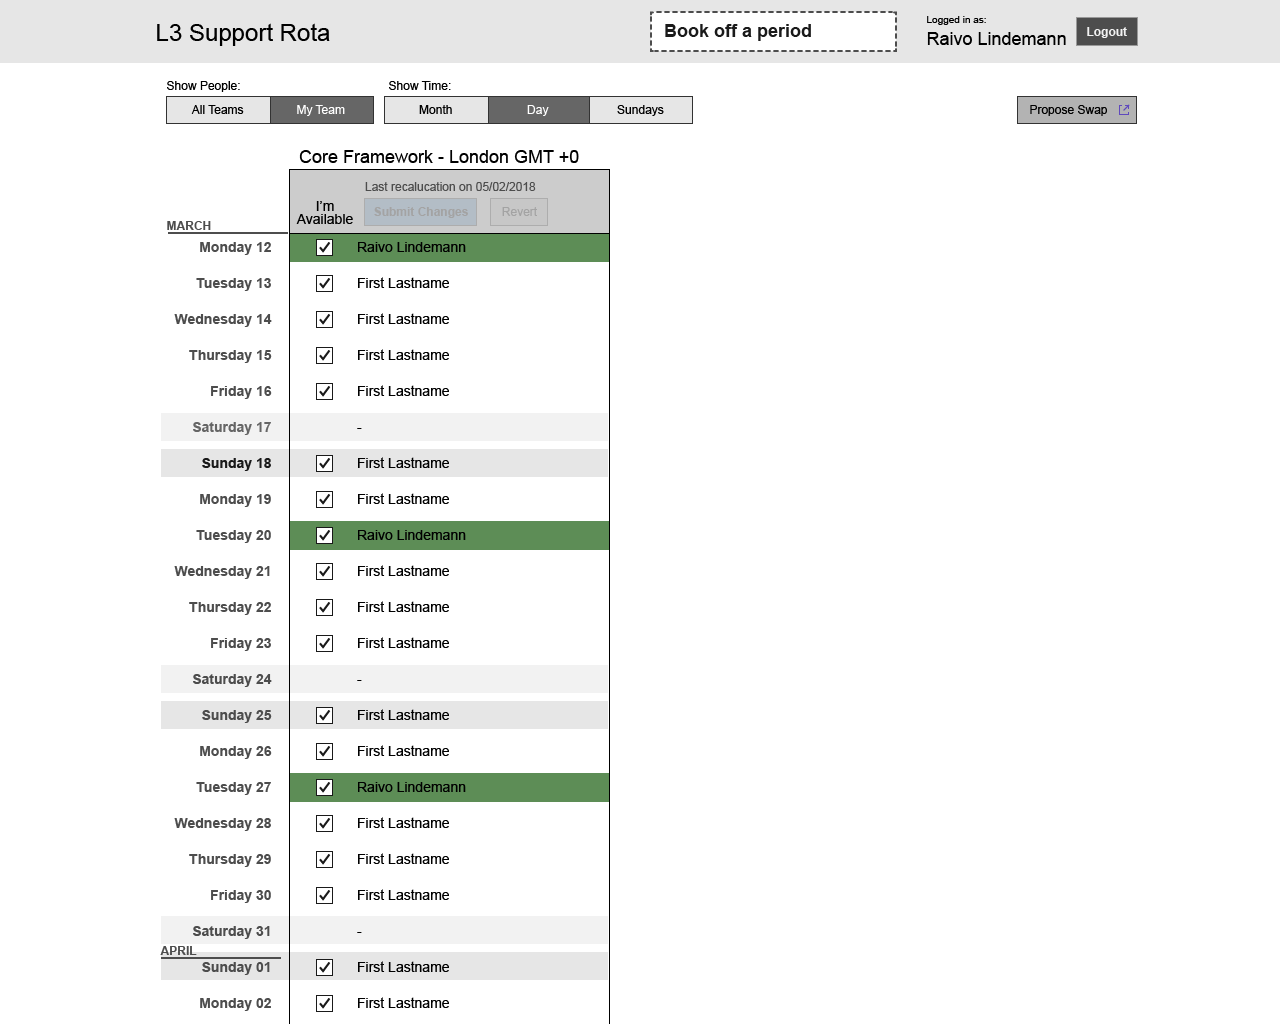 L3 Support Rota
Book off a period
Logged in as:
Raivo Lindemann
Logout
Show People:
Show Time:
All Teams
My Team
Month
Day
Sundays
Propose Swap
Core Framework - London GMT +0
Last recalucation on 05/02/2018
I'm
Available
Submit Changes
Revert
MARCH
Monday 12 Raivo Lindemann
Tuesday 13 First Lastname
Wednesday 14 First Lastname
Thursday 15 First Lastname
Friday 16 First Lastname
Saturday 17 -
Sunday 18 First Lastname
Monday 19 First Lastname
Tuesday 20 Raivo Lindemann
Wednesday 21 First Lastname
Thursday 22 First Lastname
Friday 23 First Lastname
Saturday 24 -
Sunday 25 First Lastname
Monday 26 First Lastname
Tuesday 27 Raivo Lindemann
Wednesday 28 First Lastname
Thursday 29 First Lastname
Friday 30 First Lastname
Saturday 31 -
APRIL
Sunday 01 First Lastname
Monday 02 First Lastname